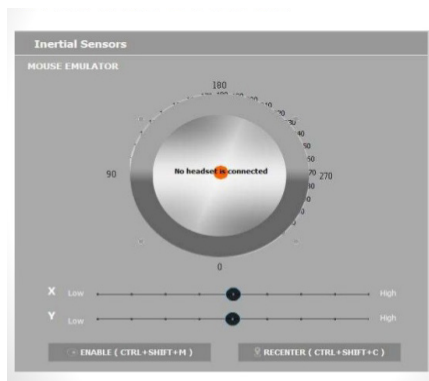 Inertial Sensors
MOUSE EMULATOR
180
90
No headset is connected
270
0
X Low High
Y Low High
ENABLE ( CTRL+SHIFT+M )
RECENTER ( CTRL+SHIFT+C )